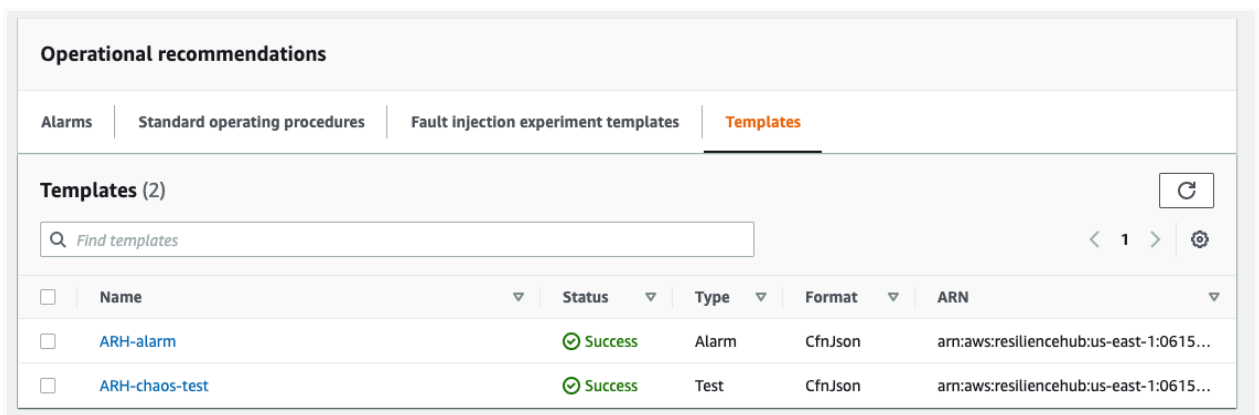 Operational recommendations
Alarms Standard operating procedures Fault injection experiment templates Templates
Templates (2)
Find templates
1
Name Status Type Format ARN
ARH-alarm Success Alarm CfnJson arn:aws:resiliencehub:us-east-1:0615...
ARH-chaos-test Success Test CfnJson arn:aws:resiliencehub:us-east-1:0615...